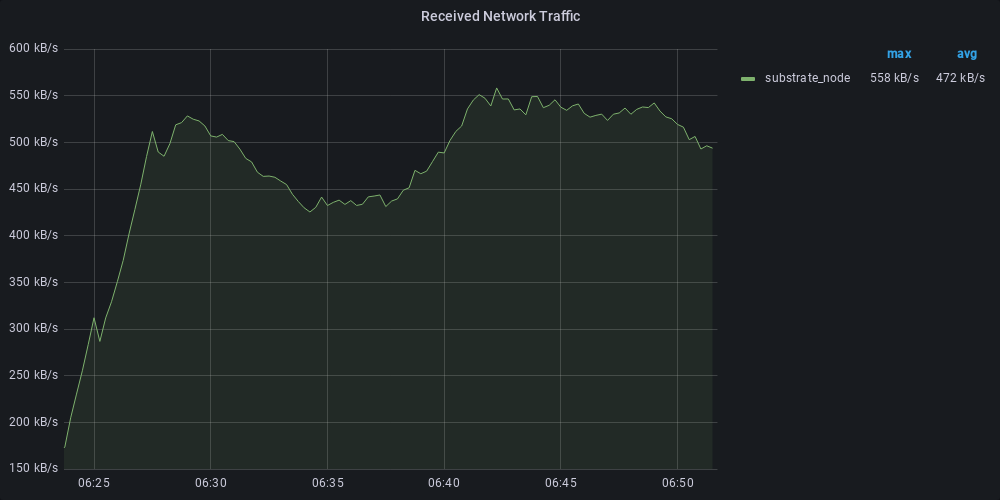 Received Network Traffic
600 kB/s
550 kB/s
500 kB/s
450 kB/s
400 kB/s
350 kB/s
300 kB/s
250 kB/s
200 kB/s
150 kB/s
06:25 06:30 06:35 06:40 06:45 06:50
max avg
substrate_node 558 kB/s 472 kB/s